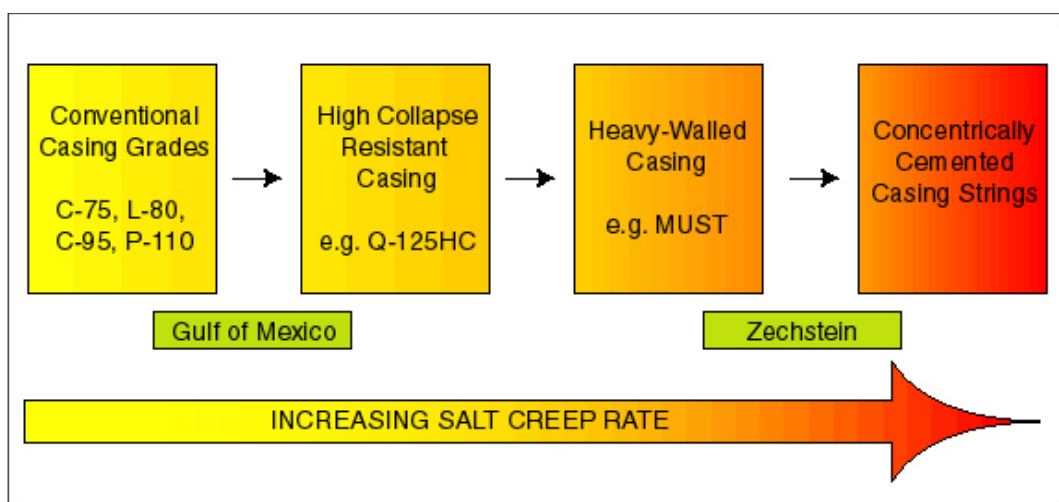 Conventional
Casing Grades
C-75, L-80,
C-95, P-110
High Collapse
Resistant
Casing
e.g. Q-125HC
Heavy-Walled
Casing
e.g. MUST
Concentrically
Cemented
Casing Strings
Gulf of Mexico
Zechstein
INCREASING SALT CREEP RATE